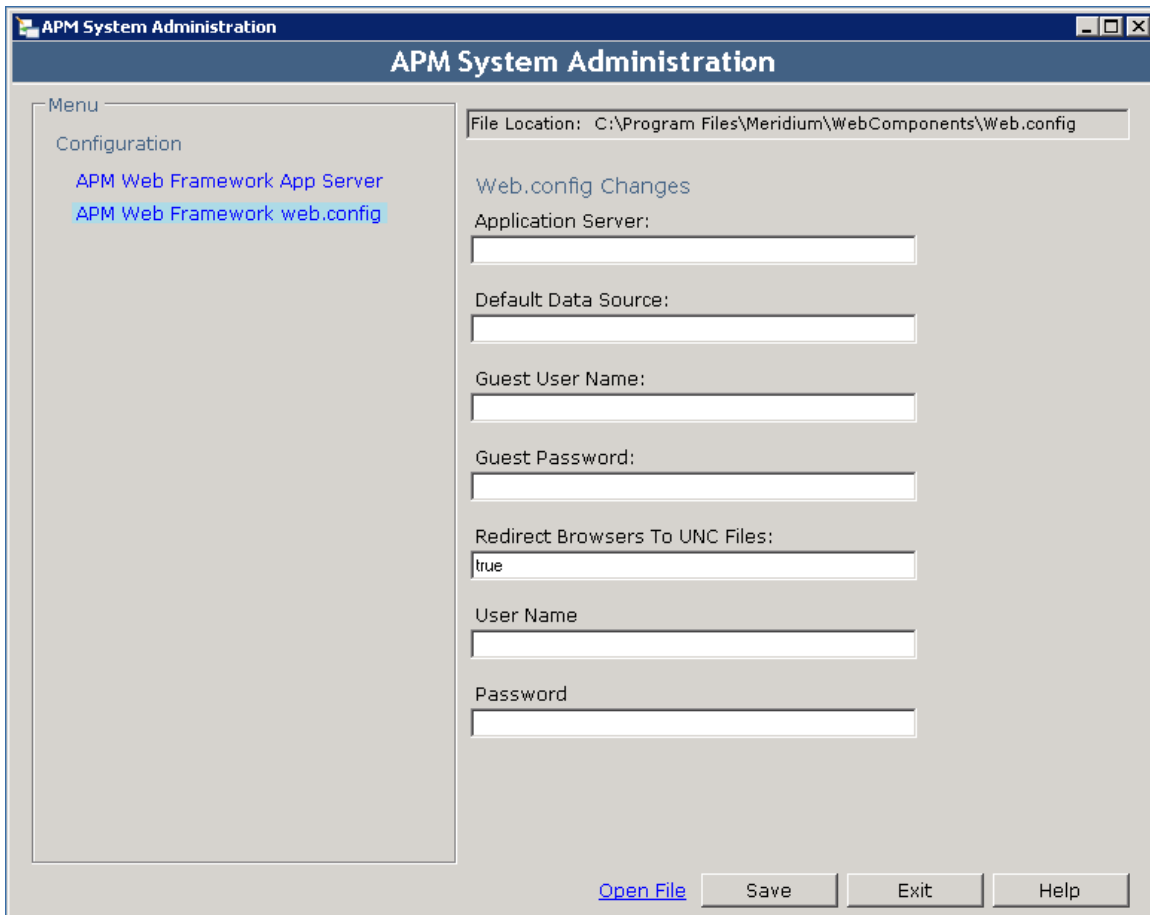 APM System Administration
APM System Administration
Menu
Configuration
APM Web Framework App Server
APM Web Framework web.config
File Location: C:\Program Files\Meridium\WebComponents\Web.config
Web.config Changes
Application Server:
Default Data Source:
Guest User Name:
Guest Password:
Redirect Browsers To UNC Files:
true
User Name
Password
Open File
Save
Exit
Help